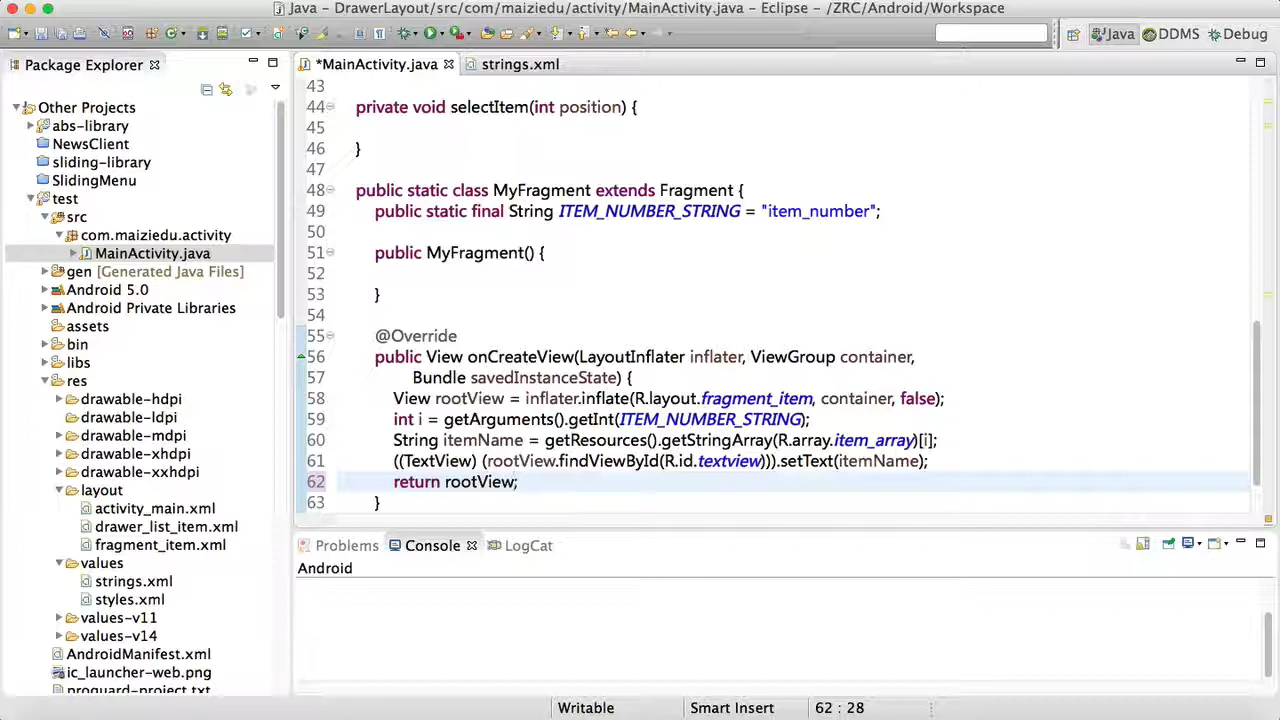 Java - DrawerLayout/src/com/maiziedu/activity/MainActivity.java - Eclipse - /ZRC/Android/Workspace
Java
DDMS
Debug
Package Explorer
*MainActivity.java
strings.xml
Other Projects
abs-library
NewsClient
sliding-library
SlidingMenu
test
src
com.maiziedu.activity
MainActivity.java
gen [Generated Java Files]
Android 5.0
Android Private Libraries
assets
bin
libs
res
drawable-hdpi
drawable-ldpi
drawable-mdpi
drawable-xhdpi
drawable-xxhdpi
layout
activity_main.xml
drawer_list_item.xml
fragment_item.xml
values
strings.xml
styles.xml
values-v11
values-v14
AndroidManifest.xml
ic_launcher-web.png
proguard-project.txt
43
44 private void selectItem(int position) {
45
46 }
47
48 public static class MyFragment extends Fragment {
49 public static final String ITEM_NUMBER_STRING = "item_number";
50
51 public MyFragment() {
52
53 }
54
55 @Override
56 public View onCreateView(LayoutInflater inflater, ViewGroup container,
57 Bundle savedInstanceState) {
58 View rootView = inflater.inflate(R.layout.fragment_item, container, false);
59 int i = getArguments().getInt(ITEM_NUMBER_STRING);
60 String itemName = getResources().getStringArray(R.array.item_array)[i];
61 ((TextView) (rootView.findViewById(R.id.textview))).setText(itemName);
62 return rootView;
63 }
Problems
Console
LogCat
Android
Writable
Smart Insert
62 : 28